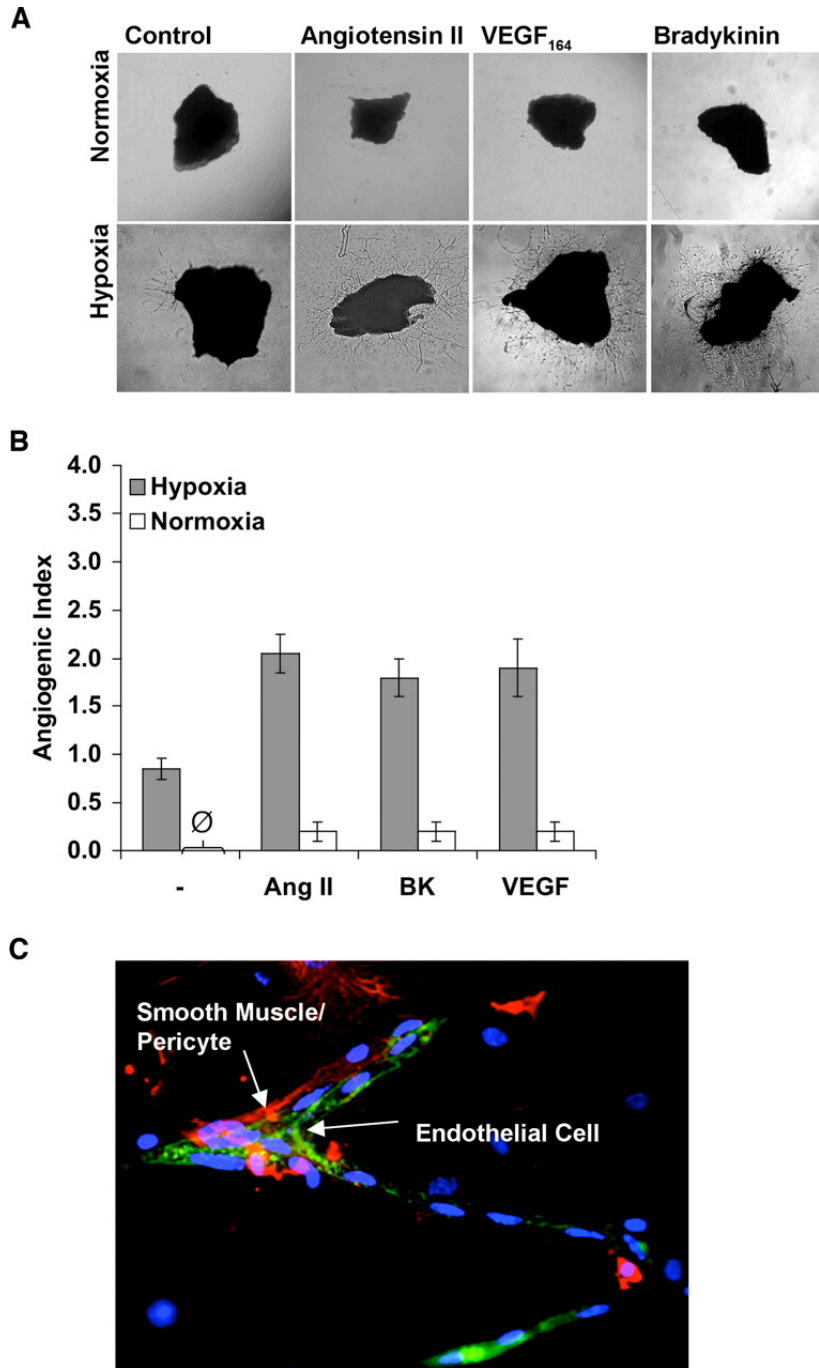 A
Control Angiotensin II VEGF164 Bradykinin
Normoxia
Hypoxia
B
Angiogenic Index
4.0
3.5
3.0
2.5
2.0
1.5
1.0
0.5
0.0
Hypoxia
Normoxia
Ø
- Ang II BK VEGF
C
Smooth Muscle/
Pericyte
Endothelial Cell